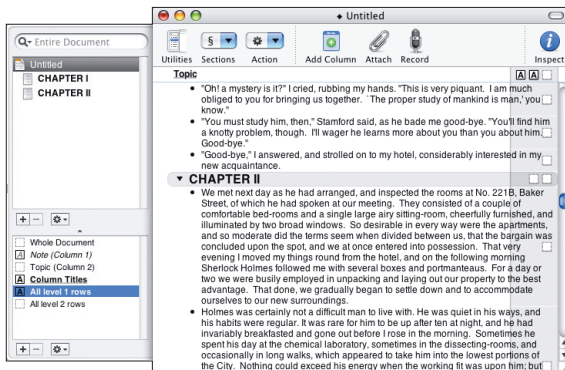 Untitled
Entire Document
Utilities Sections Action Add Column Attach Record Inspect
Untitled
CHAPTER I
CHAPTER II
Topic
"Oh! a mystery is it?" I cried, rubbing my hands. "This is very piquant. I am much
obliged to you for bringing us together. `The proper study of mankind is man,' you
know."
"You must study him, then," Stamford said, as he bade me good-bye. "You'll find him
a knotty problem, though. I'll wager he learns more about you than you about him.
Good-bye."
"Good-bye," I answered, and strolled on to my hotel, considerably interested in my
new acquaintance.
CHAPTER II
We met next day as he had arranged, and inspected the rooms at No. 221B, Baker
Street, of which he had spoken at our meeting. They consisted of a couple of
comfortable bed-rooms and a single large airy sitting-room, cheerfully furnished, and
illuminated by two broad windows. So desirable in every way were the apartments,
and so moderate did the terms seem when divided between us, that the bargain was
concluded upon the spot, and we at once entered into possession. That very
evening I moved my things round from the hotel, and on the following morning
Sherlock Holmes followed me with several boxes and portmanteaus. For a day or
two we were busily employed in unpacking and laying out our property to the best
advantage. That done, we gradually began to settle down and to accommodate
ourselves to our new surroundings.
Holmes was certainly not a difficult man to live with. He was quiet in his ways, and
his habits were regular. It was rare for him to be up after ten at night, and he had
invariably breakfasted and gone out before I rose in the morning. Sometimes he
spent his day at the chemical laboratory, sometimes in the dissecting-rooms, and
occasionally in long walks, which appeared to take him into the lowest portions of
the City. Nothing could exceed his energy when the working fit was upon him; but
Whole Document
A Note (Column 1)
Topic (Column 2)
A Column Titles
A All level 1 rows
All level 2 rows